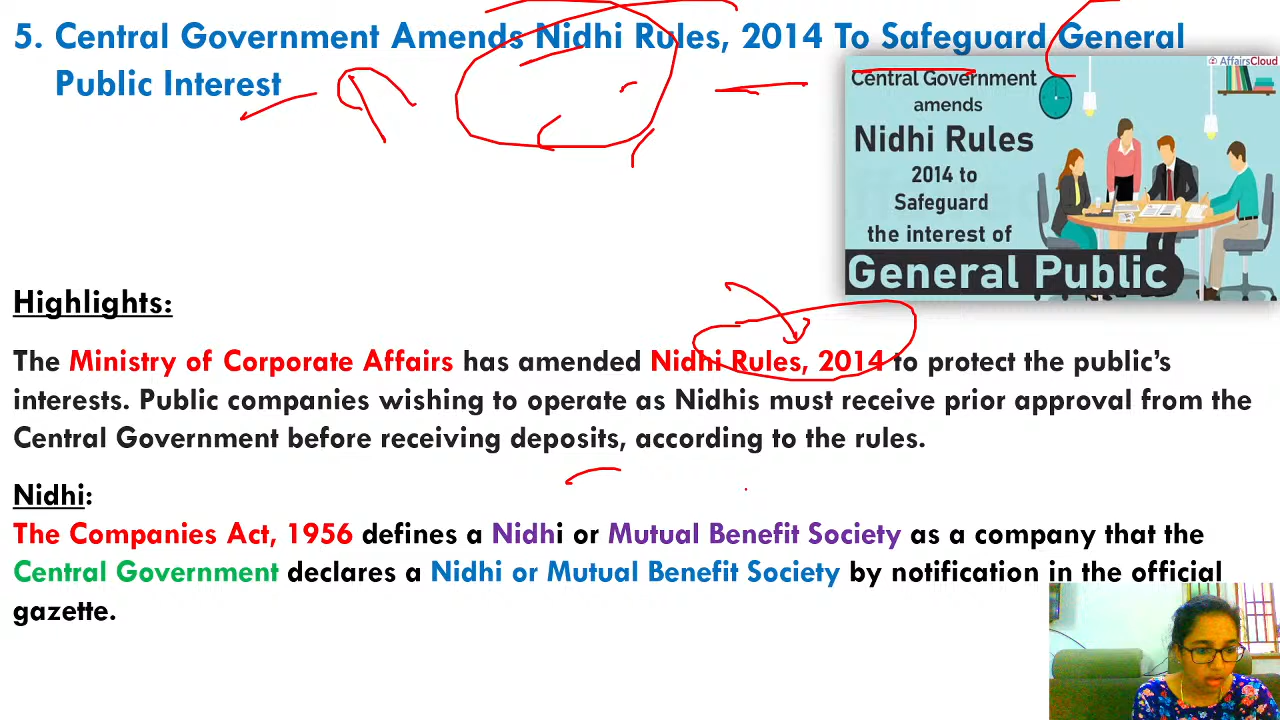 5. Central Government Amends Nidhi Rules, 2014 To Safeguard General
Public Interest
AffairsCloud
Central Government
amends
Nidhi Rules
2014 to
Safeguard
the interest of
General Public
Highlights:
The Ministry of Corporate Affairs has amended Nidhi Rules, 2014 to protect the public's
interests. Public companies wishing to operate as Nidhis must receive prior approval from the
Central Government before receiving deposits, according to the rules.
Nidhi:
The Companies Act, 1956 defines a Nidhi or Mutual Benefit Society as a company that the
Central Government declares a Nidhi or Mutual Benefit Society by notification in the official
gazette.